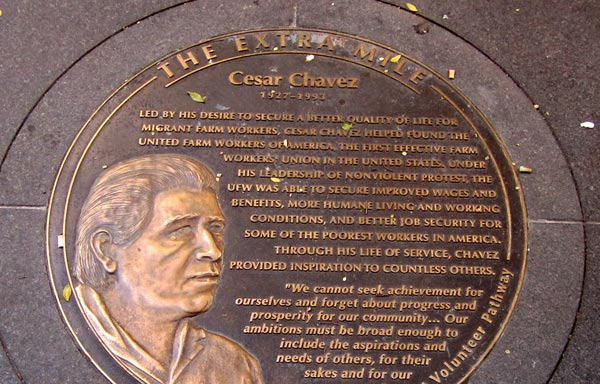 THE EXTRA MILE
Cesar Chavez
1927-1993
LED BY HIS DESIRE TO SECURE A BETTER QUALITY OF LIFE FOR
MIGRANT FARM WORKERS, CESAR CHAVEZ HELPED FOUND THE
UNITED FARM WORKERS OF AMERICA, THE FIRST EFFECTIVE FARM
WORKERS' UNION IN THE UNITED STATES. UNDER
HIS LEADERSHIP OF NONVIOLENT PROTEST, THE
UFW WAS ABLE TO SECURE IMPROVED WAGES AND
BENEFITS, MORE HUMANE LIVING AND WORKING
CONDITIONS, AND BETTER JOB SECURITY FOR
SOME OF THE POOREST WORKERS IN AMERICA.
THROUGH HIS LIFE OF SERVICE, CHAVEZ
PROVIDED INSPIRATION TO COUNTLESS OTHERS.
"We cannot seek achievement for
ourselves and forget about progress and
prosperity for our community... Our
ambitions must be broad enough to
include the aspirations and
needs of others, for their
sakes and for our
Volunteer Pathway